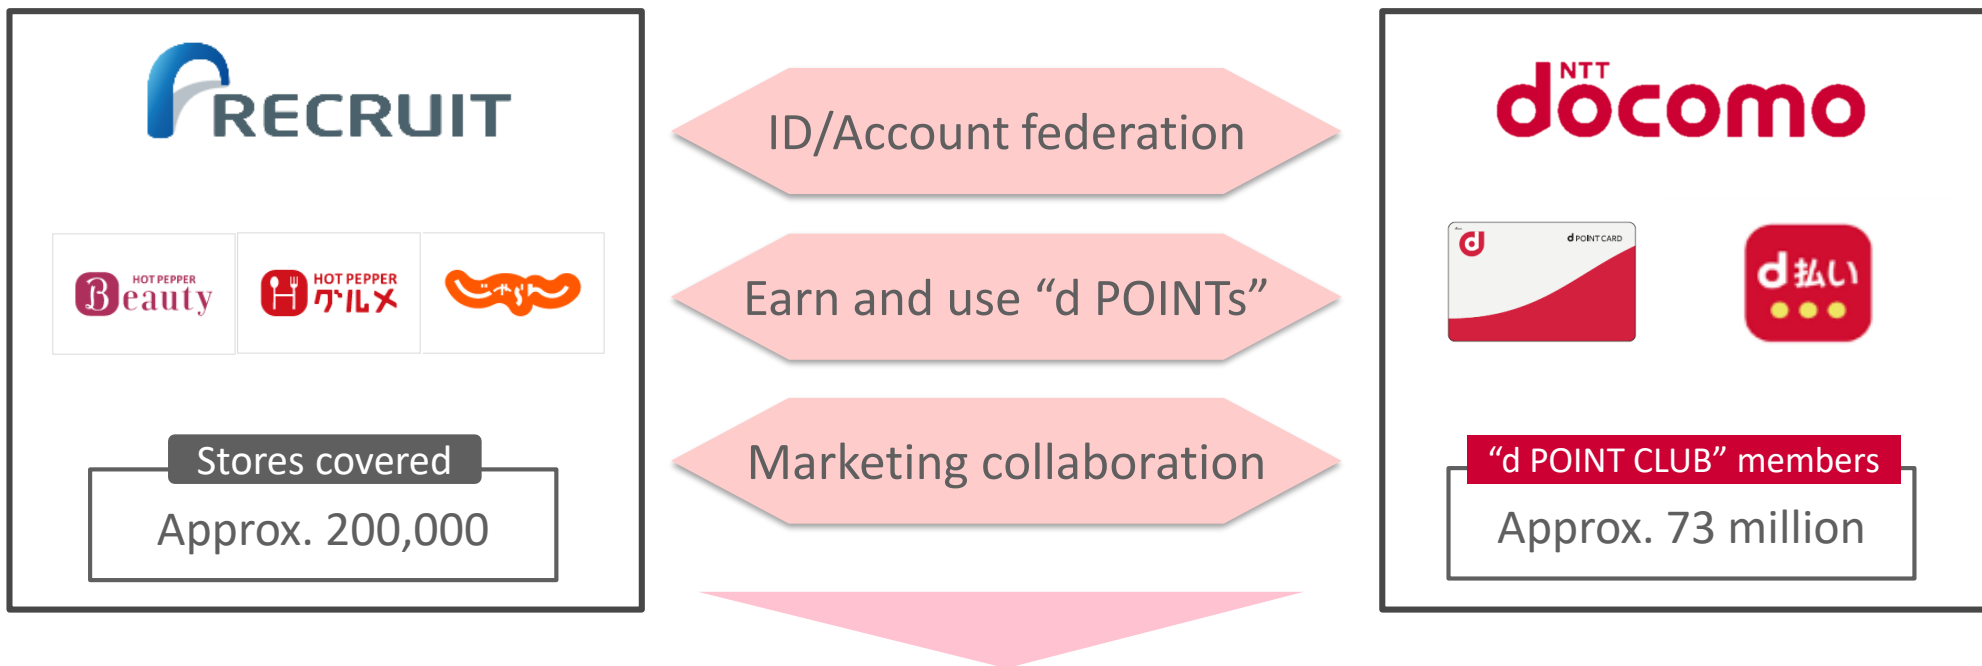 RECRUIT
HOT PEPPER
Beauty
HOT PEPPER
グルメ
じゃらん
Stores covered
Approx. 200,000
ID/Account federation
Earn and use “d POINTs”
Marketing collaboration
NTT
docomo
d
d POINT CARD
d払い
“d POINT CLUB” members
Approx. 73 million